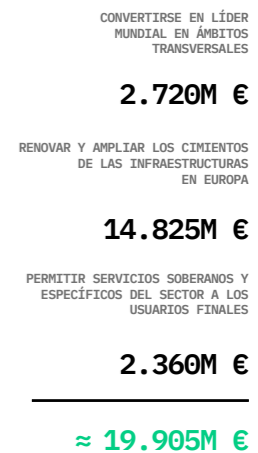 CONVERTIRSE EN LÍDER
MUNDIAL EN ÁMBITOS
TRANSVERSALES
2.720M €
RENOVAR Y AMPLIAR LOS CIMIENTOS
DE LAS INFRAESTRUCTURAS
EN EUROPA
14.825M €
PERMITIR SERVICIOS SOBERANOS Y
ESPECÍFICOS DEL SECTOR A LOS
USUARIOS FINALES
2.360M €
≈ 19.905M €